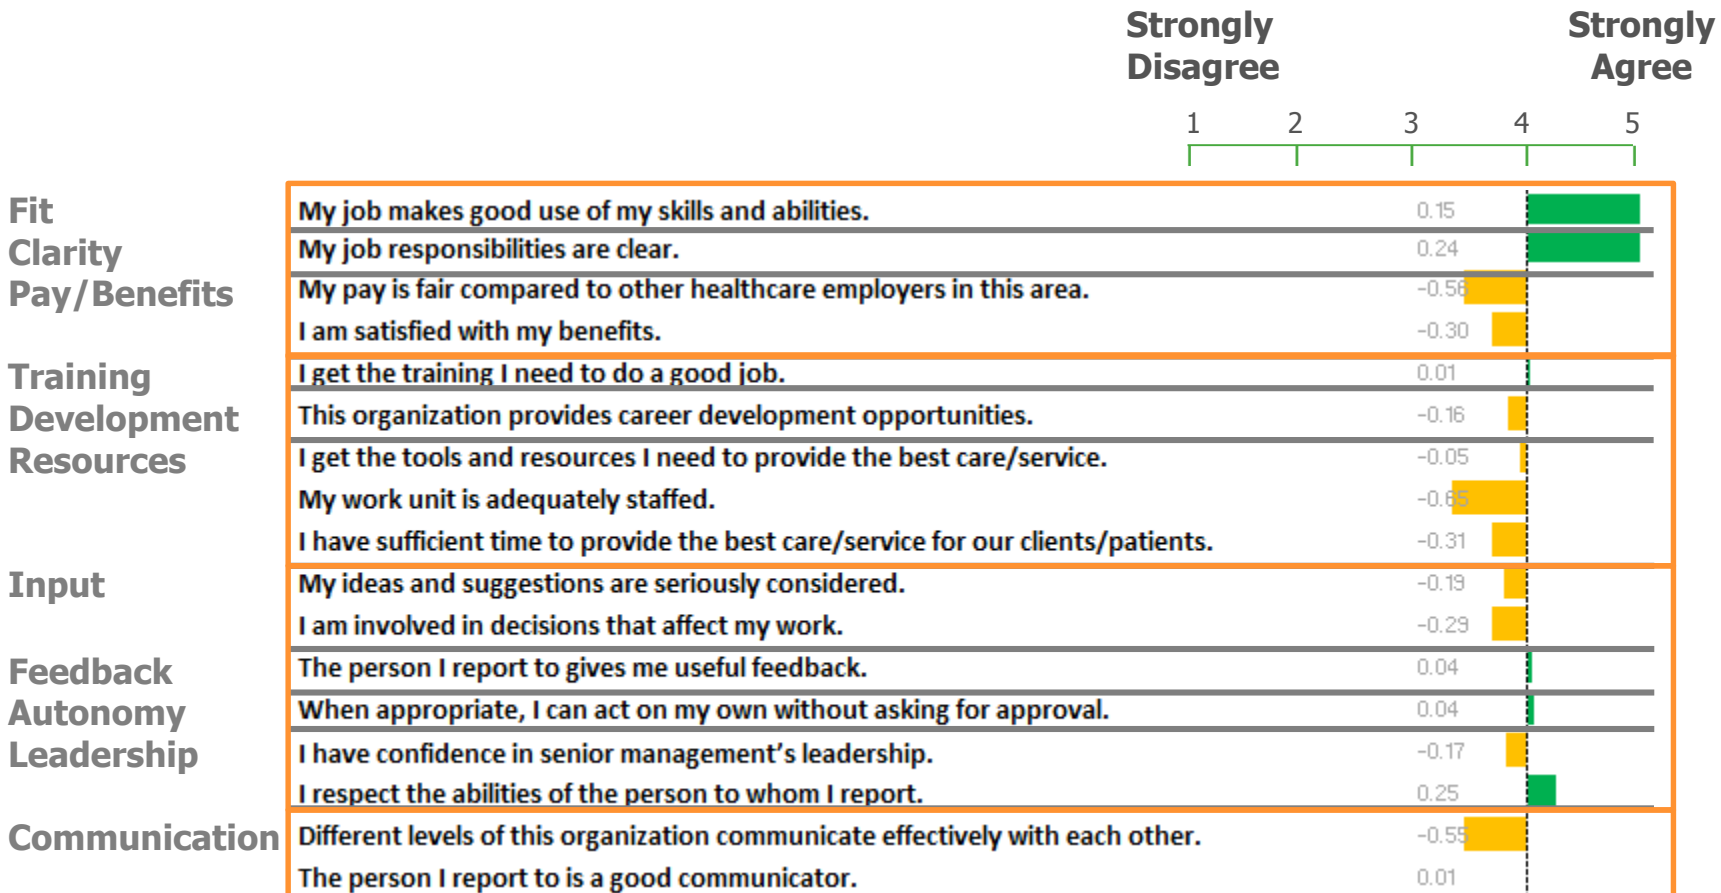 Strongly Disagree
Strongly Agree
1 2 3 4 5
Fit
My job makes good use of my skills and abilities. 0.15
Clarity
My job responsibilities are clear. 0.24
Pay/Benefits
My pay is fair compared to other healthcare employers in this area. -0.56
I am satisfied with my benefits. -0.30
Training
I get the training I need to do a good job. 0.01
Development
This organization provides career development opportunities. -0.16
Resources
I get the tools and resources I need to provide the best care/service. -0.05
My work unit is adequately staffed. -0.65
I have sufficient time to provide the best care/service for our clients/patients. -0.31
Input
My ideas and suggestions are seriously considered. -0.19
I am involved in decisions that affect my work. -0.29
Feedback
The person I report to gives me useful feedback. 0.04
Autonomy
When appropriate, I can act on my own without asking for approval. 0.04
Leadership
I have confidence in senior management’s leadership. -0.17
I respect the abilities of the person to whom I report. 0.25
Communication
Different levels of this organization communicate effectively with each other. -0.55
The person I report to is a good communicator. 0.01